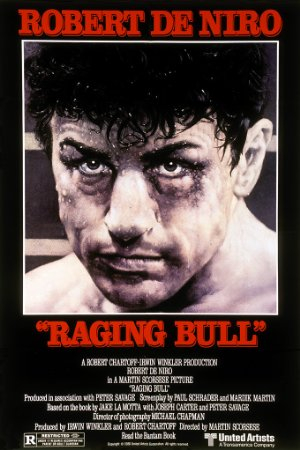 ROBERT DE NIRO
"RAGING BULL"
A ROBERT CHARTOFF-IRWIN WINKLER PRODUCTION
ROBERT DE NIRO
in A MARTIN SCORSESE PICTURE
"RAGING BULL"
Produced in association with PETER SAVAGE Screenplay by PAUL SCHRADER and MARDIK MARTIN
Based on the book by JAKE LA MOTTA with JOSEPH CARTER and PETER SAVAGE
Director of photography MICHAEL CHAPMAN
Produced by IRWIN WINKLER and ROBERT CHARTOFF Directed by MARTIN SCORSESE
Read the Bantam Book
R RESTRICTED
United Artists
A Transamerica Company